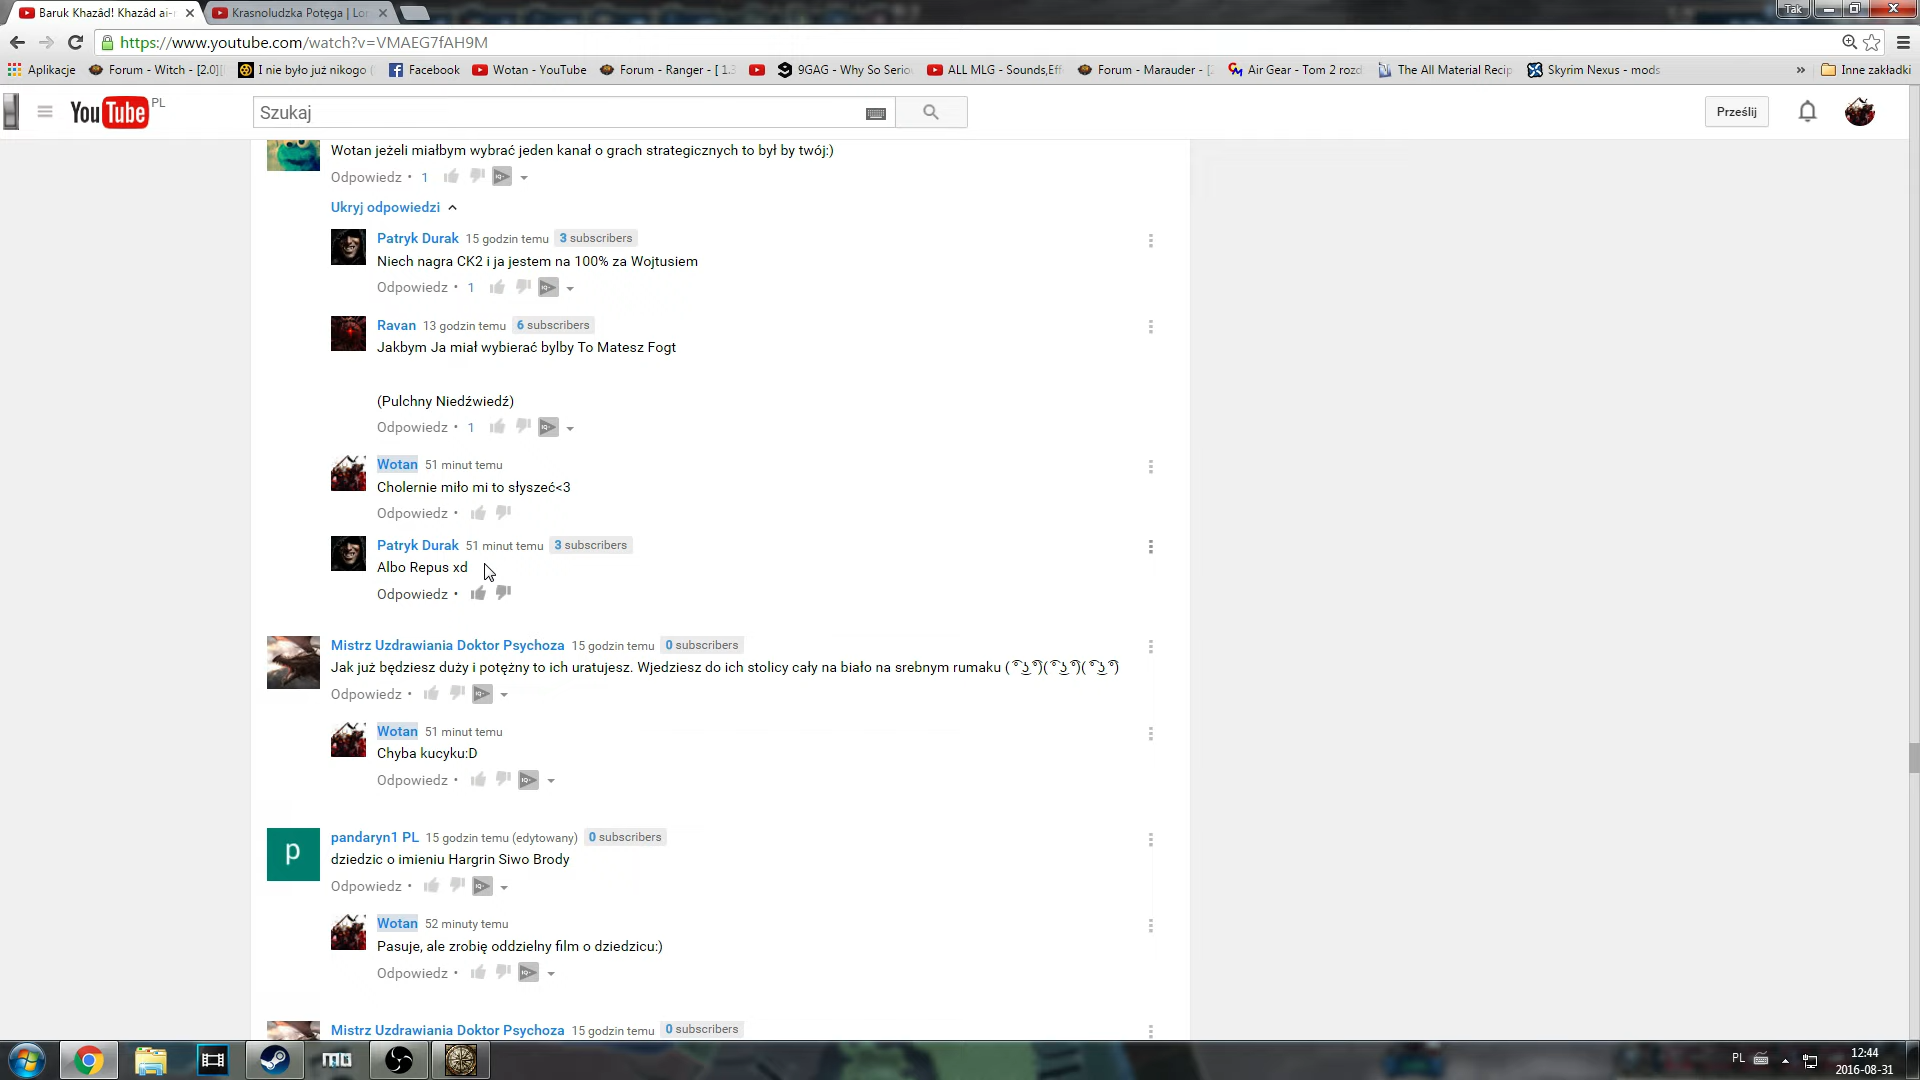 Baruk Khazâd! Khazâd ai-
Krasnoludzka Potęga | Lor
Tak
https://www.youtube.com/watch?v=VMAEG7fAH9M
Aplikacje
Forum - Witch - [2.0]
I nie było już nikogo
Facebook
Wotan - YouTube
Forum - Ranger - [ 1.3
9GAG - Why So Seriou
ALL MLG - Sounds,Eff
Forum - Marauder - [2
Air Gear - Tom 2 rozd
The All Material Recip
Skyrim Nexus - mods
»
Inne zakładki
YouTube PL
Szukaj
Prześlij
Wotan jeżeli miałbym wybrać jeden kanał o grach strategicznych to był by twój:)
Odpowiedz • 1
Ukryj odpowiedzi
Patryk Durak 15 godzin temu 3 subscribers
Niech nagra CK2 i ja jestem na 100% za Wojtusiem
Odpowiedz • 1
Ravan 13 godzin temu 6 subscribers
Jakbym Ja miał wybierać bylby To Matesz Fogt
(Pulchny Niedźwiedź)
Odpowiedz • 1
Wotan 51 minut temu
Cholernie miło mi to słyszeć<3
Odpowiedz •
Patryk Durak 51 minut temu 3 subscribers
Albo Repus xd
Odpowiedz •
Mistrz Uzdrawiania Doktor Psychoza 15 godzin temu 0 subscribers
Jak już będziesz duży i potężny to ich uratujesz. Wjedziesz do ich stolicy cały na biało na srebnym rumaku ( ͡° ͜ʖ ͡°)( ͡° ͜ʖ ͡°)( ͡° ͜ʖ ͡°)
Odpowiedz •
Wotan 51 minut temu
Chyba kucyku:D
Odpowiedz •
p
pandaryn1 PL 15 godzin temu (edytowany) 0 subscribers
dziedzic o imieniu Hargrin Siwo Brody
Odpowiedz •
Wotan 52 minuty temu
Pasuje, ale zrobię oddzielny film o dziedzicu:)
Odpowiedz •
Mistrz Uzdrawiania Doktor Psychoza 15 godzin temu 0 subscribers
PL
12:44
2016-08-31